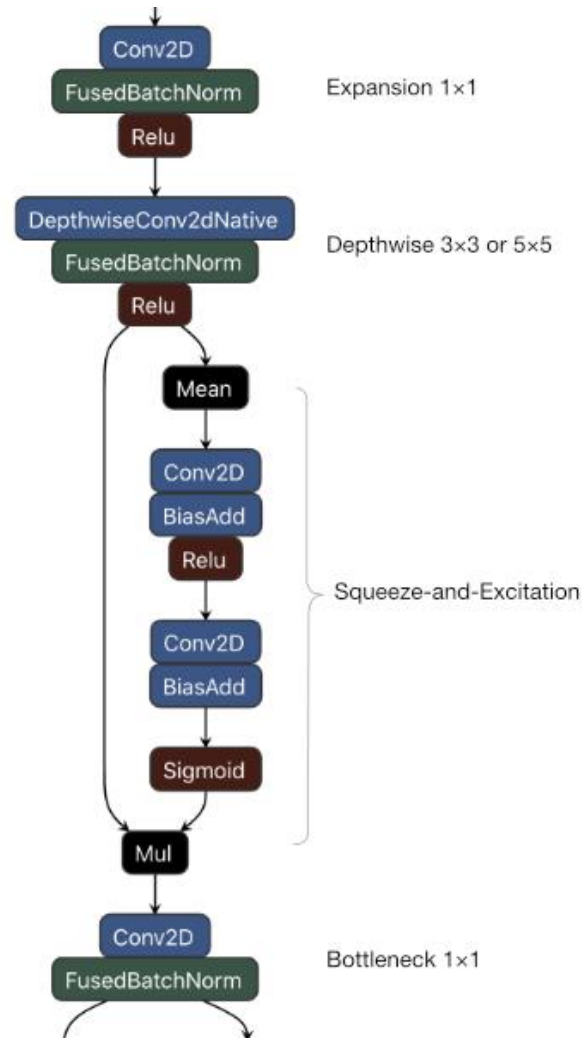 Conv2D
FusedBatchNorm
Expansion 1×1
Relu
DepthwiseConv2dNative
FusedBatchNorm
Depthwise 3×3 or 5×5
Relu
Mean
Conv2D
BiasAdd
Relu
Squeeze-and-Excitation
Conv2D
BiasAdd
Sigmoid
Mul
Conv2D
FusedBatchNorm
Bottleneck 1×1